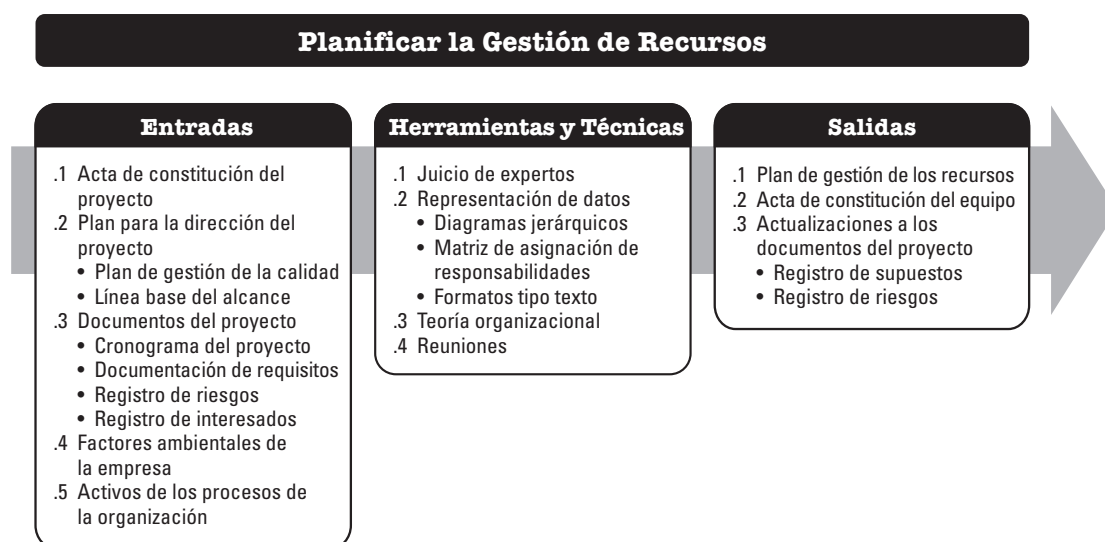 Planificar la Gestión de Recursos
Entradas
.1 Acta de constitución del
proyecto
.2 Plan para la dirección del
proyecto
• Plan de gestión de la calidad
• Línea base del alcance
.3 Documentos del proyecto
• Cronograma del proyecto
• Documentación de requisitos
• Registro de riesgos
• Registro de interesados
.4 Factores ambientales de
la empresa
.5 Activos de los procesos de
la organización
Herramientas y Técnicas
.1 Juicio de expertos
.2 Representación de datos
• Diagramas jerárquicos
• Matriz de asignación de
responsabilidades
• Formatos tipo texto
.3 Teoría organizacional
.4 Reuniones
Salidas
.1 Plan de gestión de los recursos
.2 Acta de constitución del equipo
.3 Actualizaciones a los
documentos del proyecto
• Registro de supuestos
• Registro de riesgos